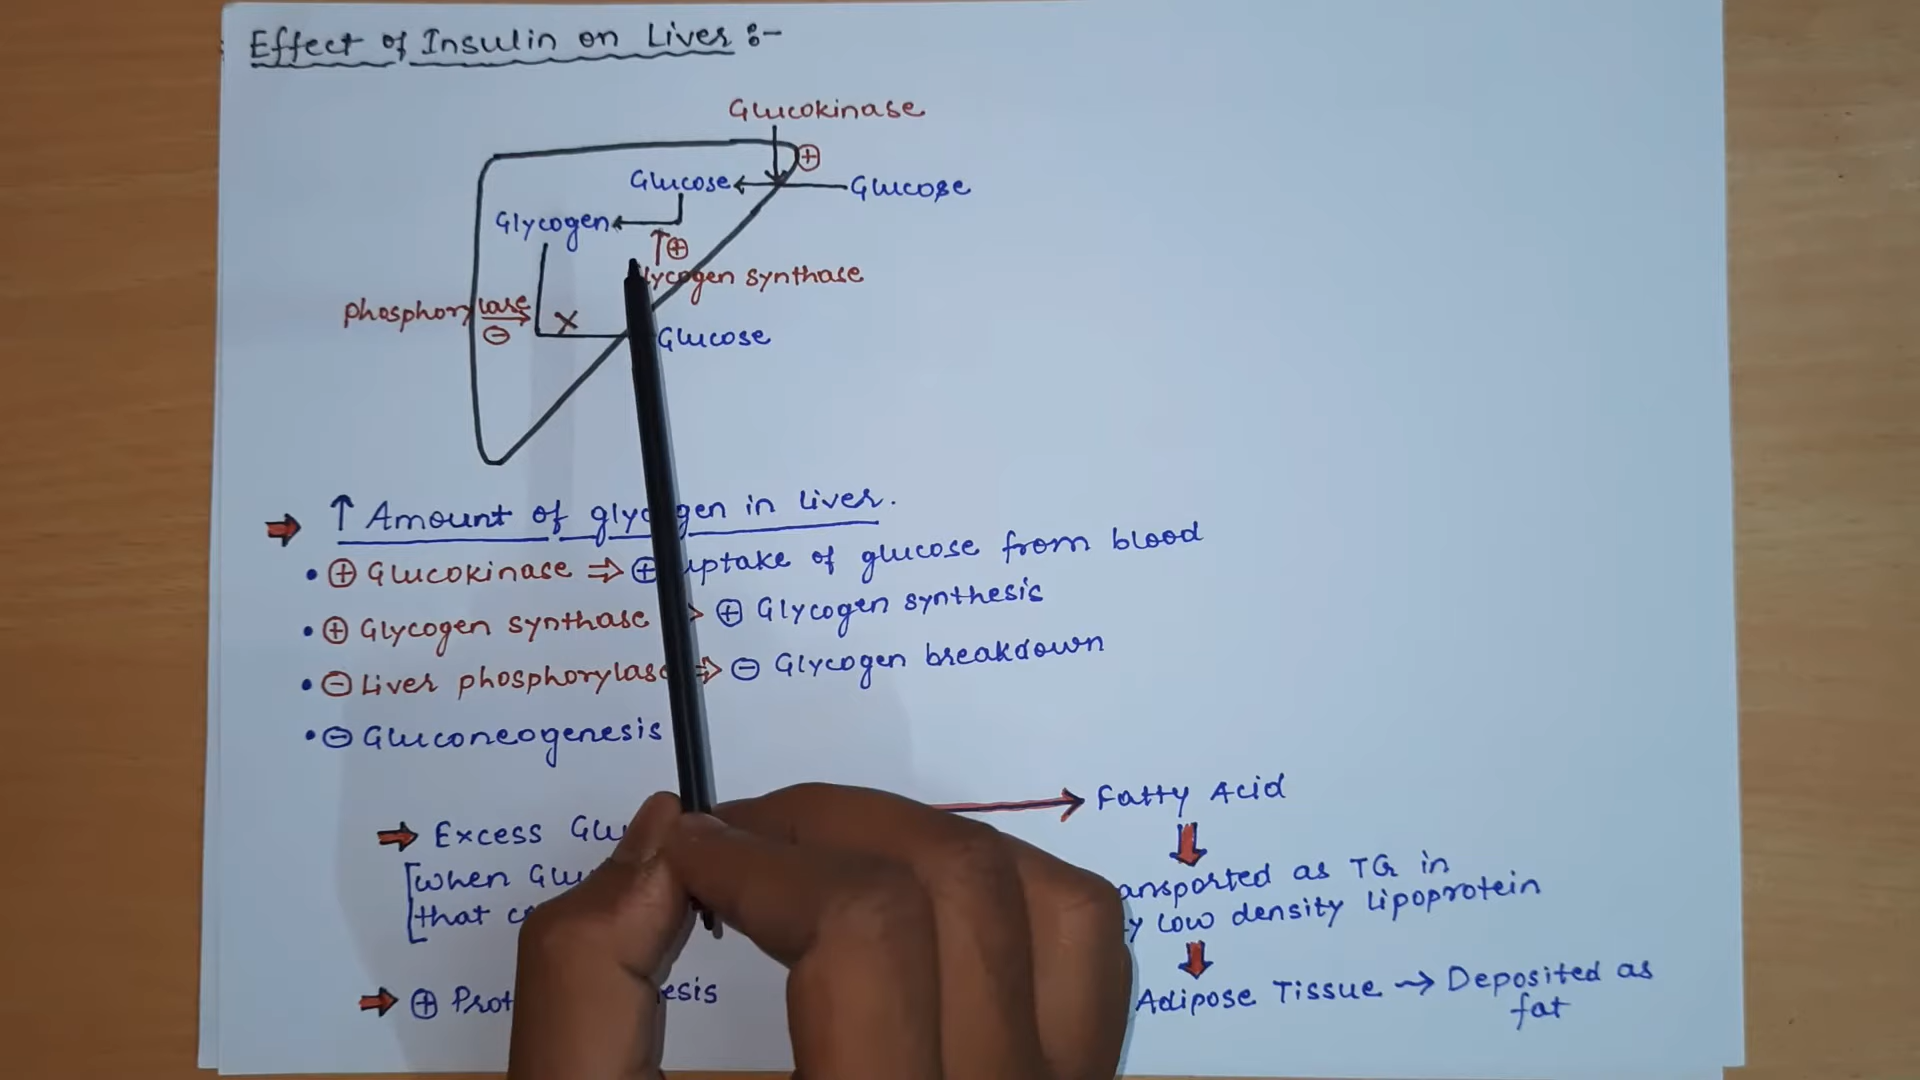 Effect of Insulin on Liver :-
Glucokinase
⊕
Glucose Glucose
Glycogen
↑⊕
lycogen synthase
phosphorylase
⊖ X
Glucose
↑ Amount of glycogen in liver.
• ⊕ Glucokinase ⇒ ⊕ uptake of glucose from blood
• ⊕ Glycogen synthase ⇒ ⊕ Glycogen synthesis
• ⊖ Liver phosphorylase ⇒ ⊖ Glycogen breakdown
• ⊖ Gluconeogenesis
Excess → Fatty Acid
[when
that
ansported as TG in
y low density lipoprotein
⊕
Adipose Tissue → Deposited as
fat